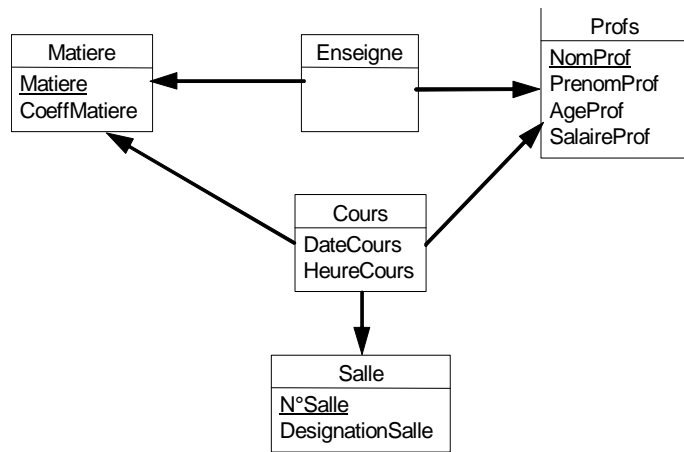 Matiere
Matiere
CoeffMatiere
Enseigne
Profs
NomProf
PrenomProf
AgeProf
SalaireProf
Cours
DateCours
HeureCours
Salle
N°Salle
DesignationSalle